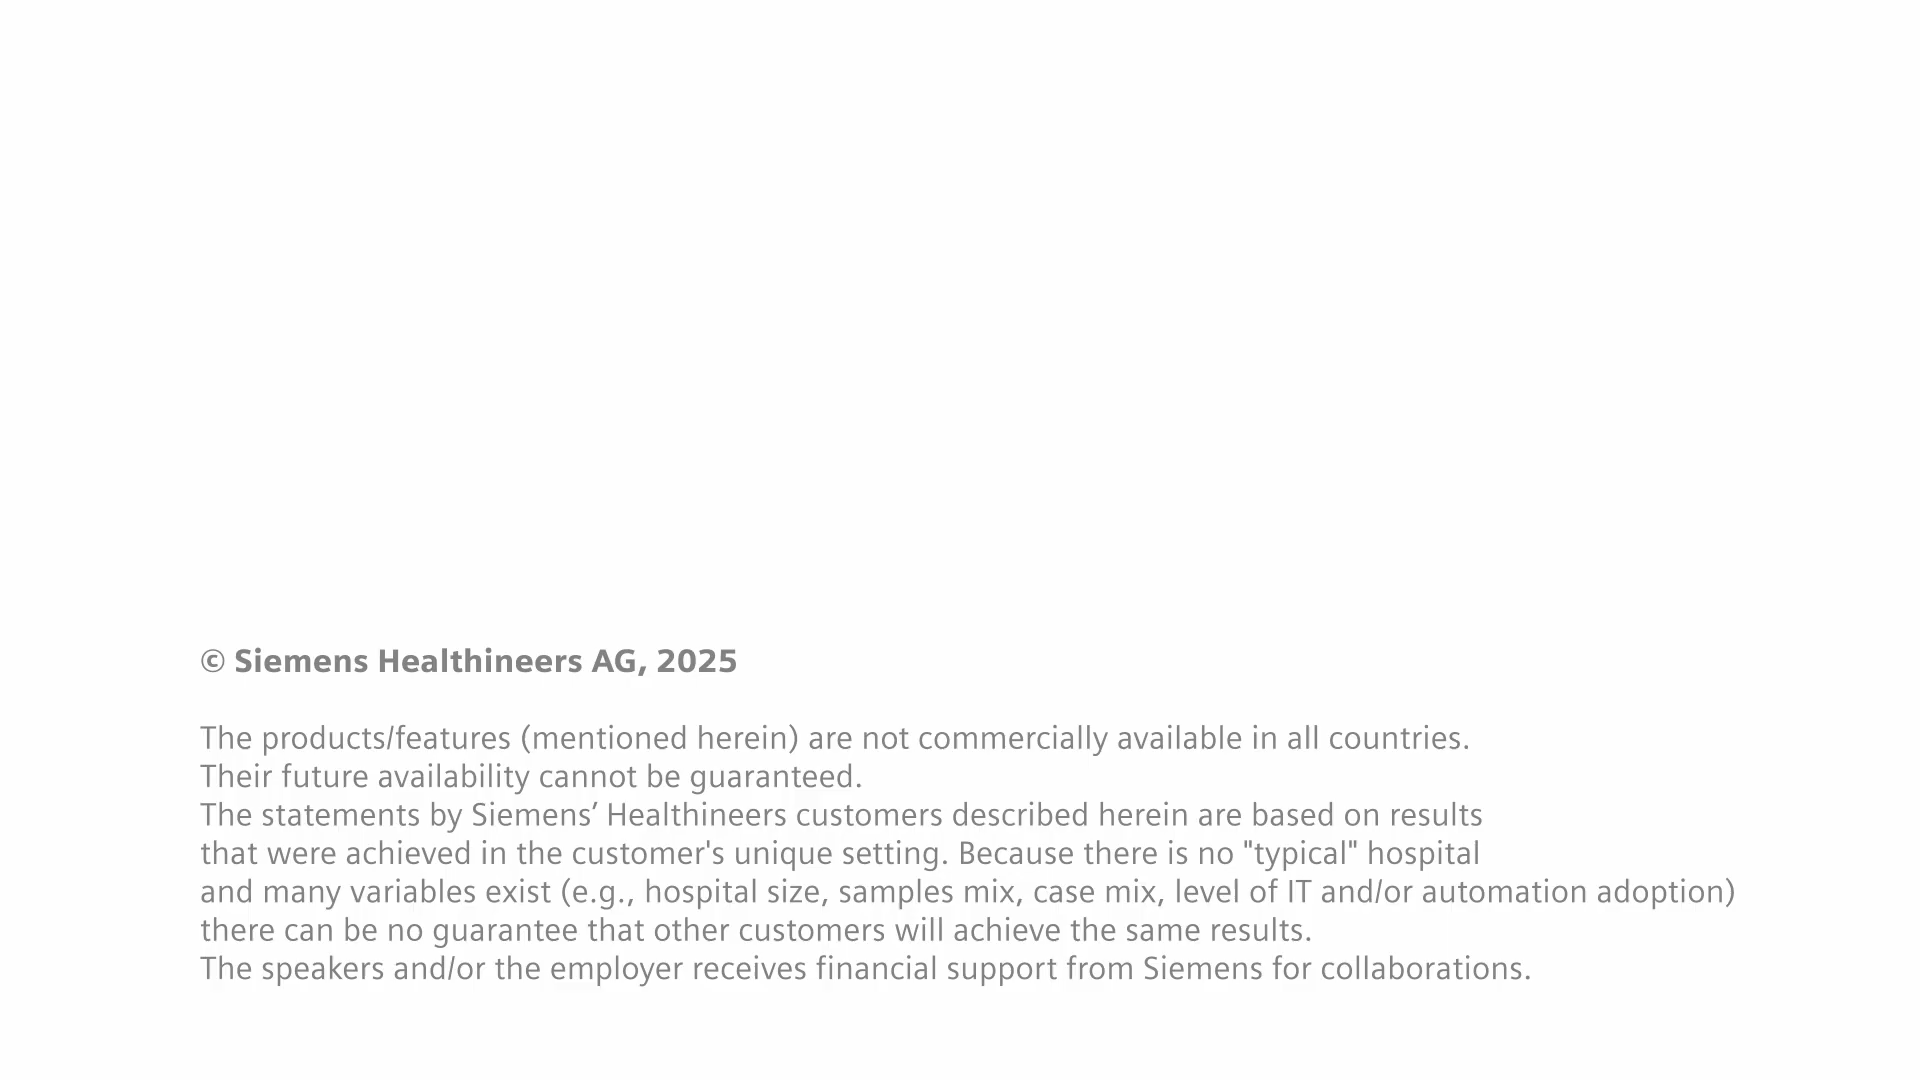 © Siemens Healthineers AG, 2025
The products/features (mentioned herein) are not commercially available in all countries.
Their future availability cannot be guaranteed.
The statements by Siemens’ Healthineers customers described herein are based on results
that were achieved in the customer's unique setting. Because there is no "typical" hospital
and many variables exist (e.g., hospital size, samples mix, case mix, level of IT and/or automation adoption)
there can be no guarantee that other customers will achieve the same results.
The speakers and/or the employer receives financial support from Siemens for collaborations.